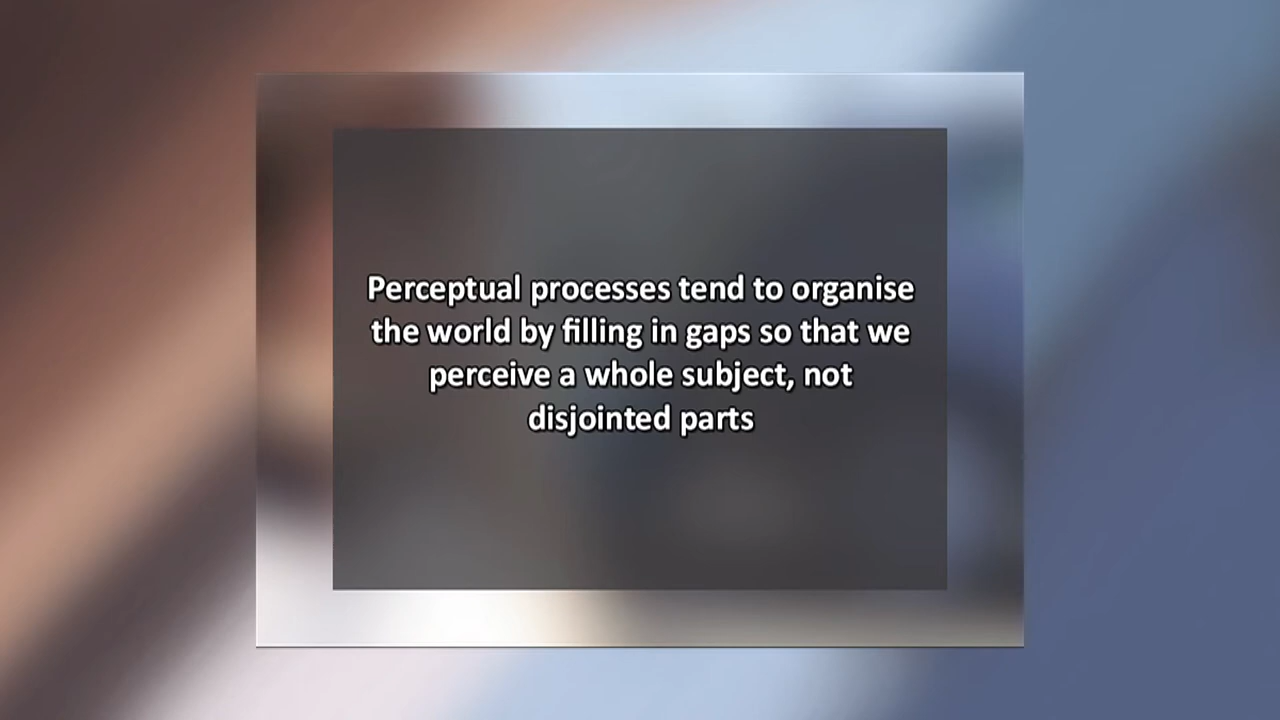 Perceptual processes tend to organise
the world by filling in gaps so that we
perceive a whole subject, not
disjointed parts